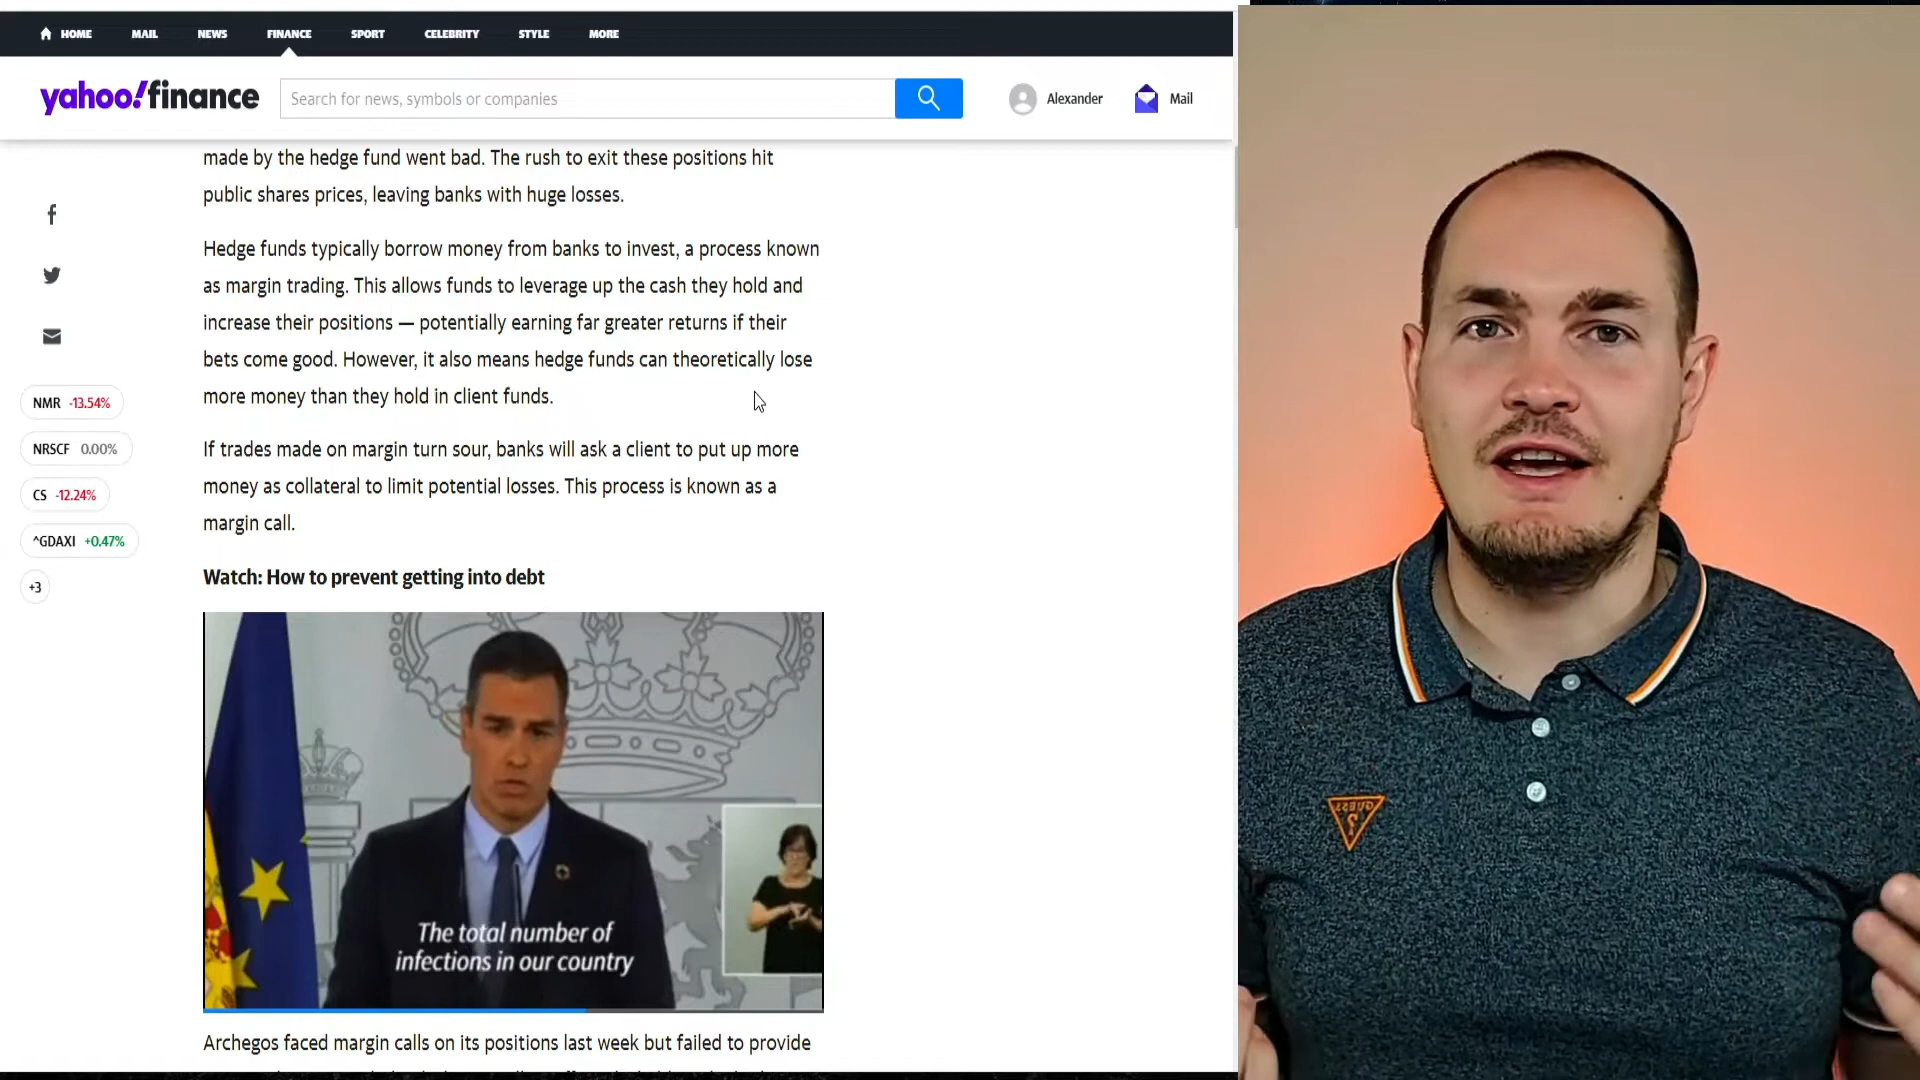 HOME MAIL NEWS FINANCE SPORT CELEBRITY STYLE MORE
yahoo!finance
Search for news, symbols or companies
Alexander
Mail
made by the hedge fund went bad. The rush to exit these positions hit
public shares prices, leaving banks with huge losses.
Hedge funds typically borrow money from banks to invest, a process known
as margin trading. This allows funds to leverage up the cash they hold and
increase their positions — potentially earning far greater returns if their
bets come good. However, it also means hedge funds can theoretically lose
more money than they hold in client funds.
NMR -13.54%
NRSCF 0.00%
CS -12.24%
^GDAXI +0.47%
+3
If trades made on margin turn sour, banks will ask a client to put up more
money as collateral to limit potential losses. This process is known as a
margin call.
Watch: How to prevent getting into debt
The total number of
infections in our country
Archegos faced margin calls on its positions last week but failed to provide
GUESS
?